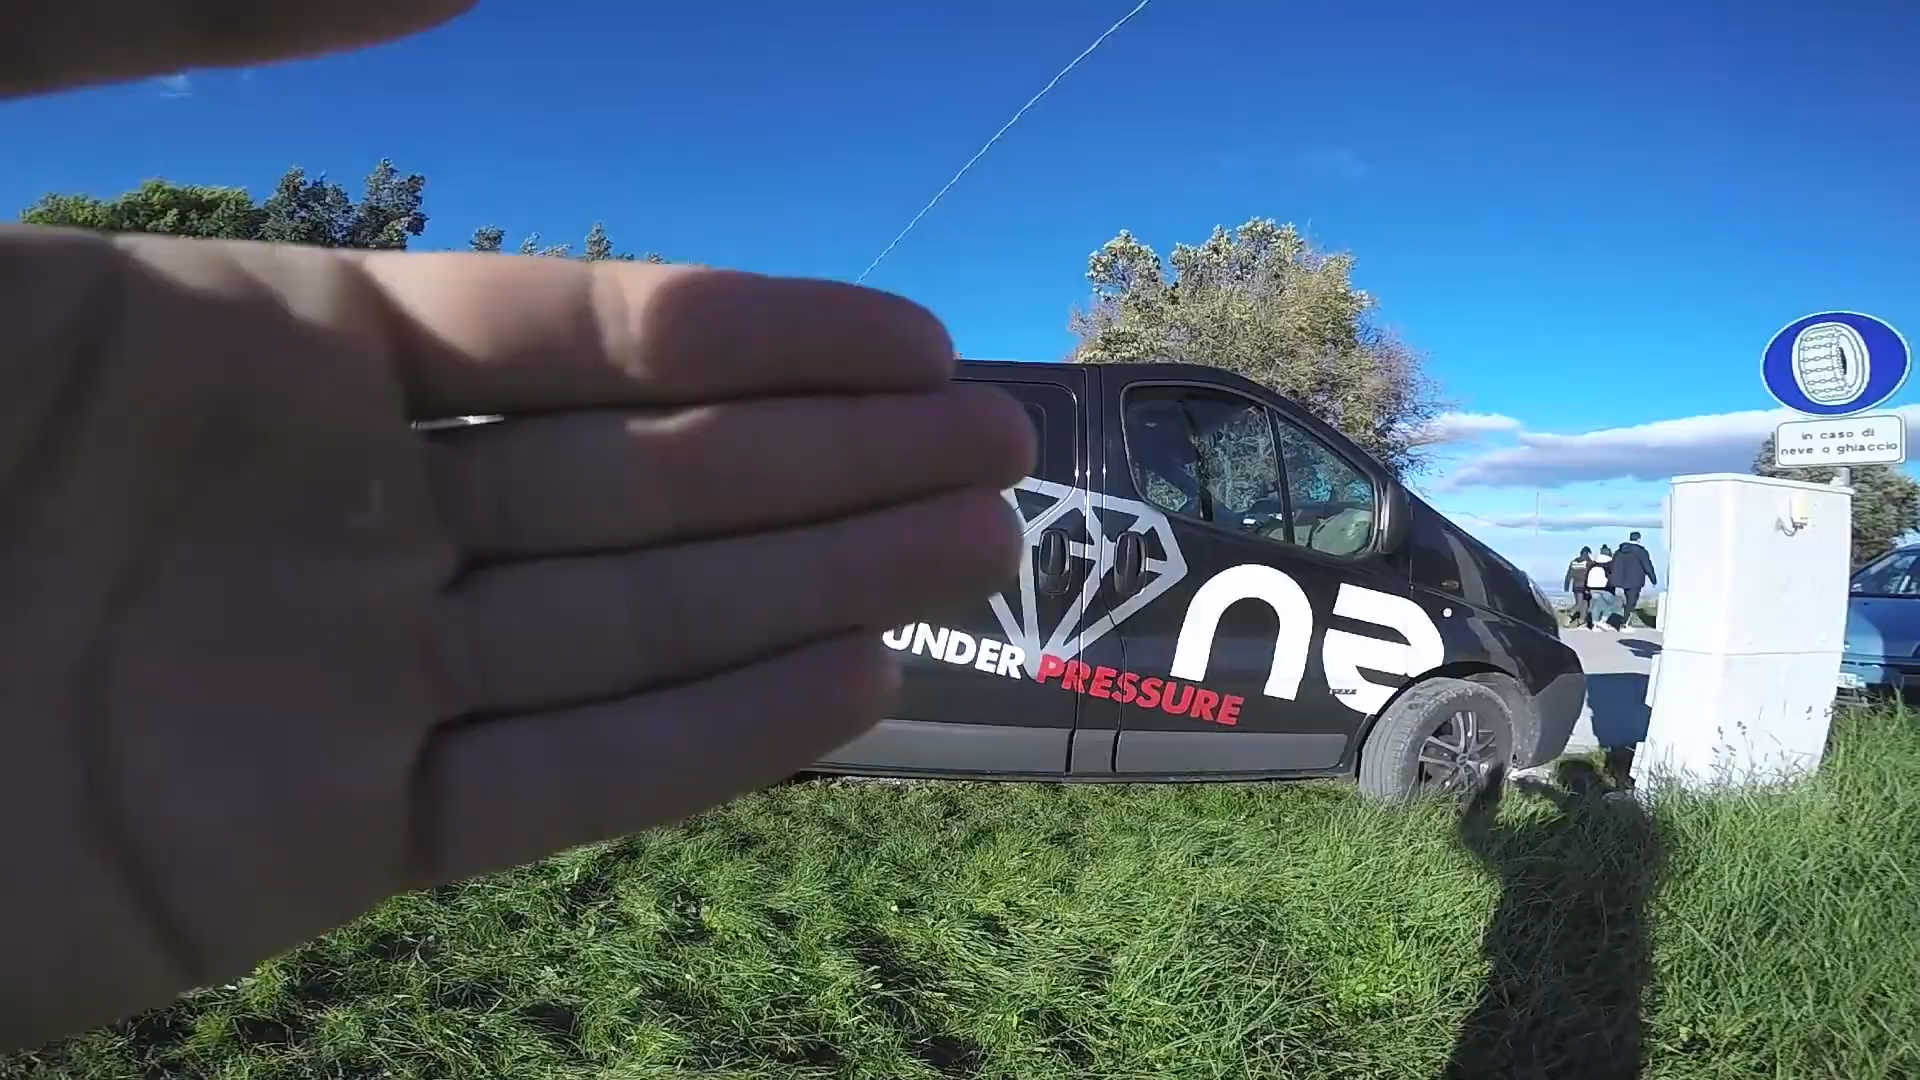 in caso di
neve o ghiaccio
UNDER PRESSURE